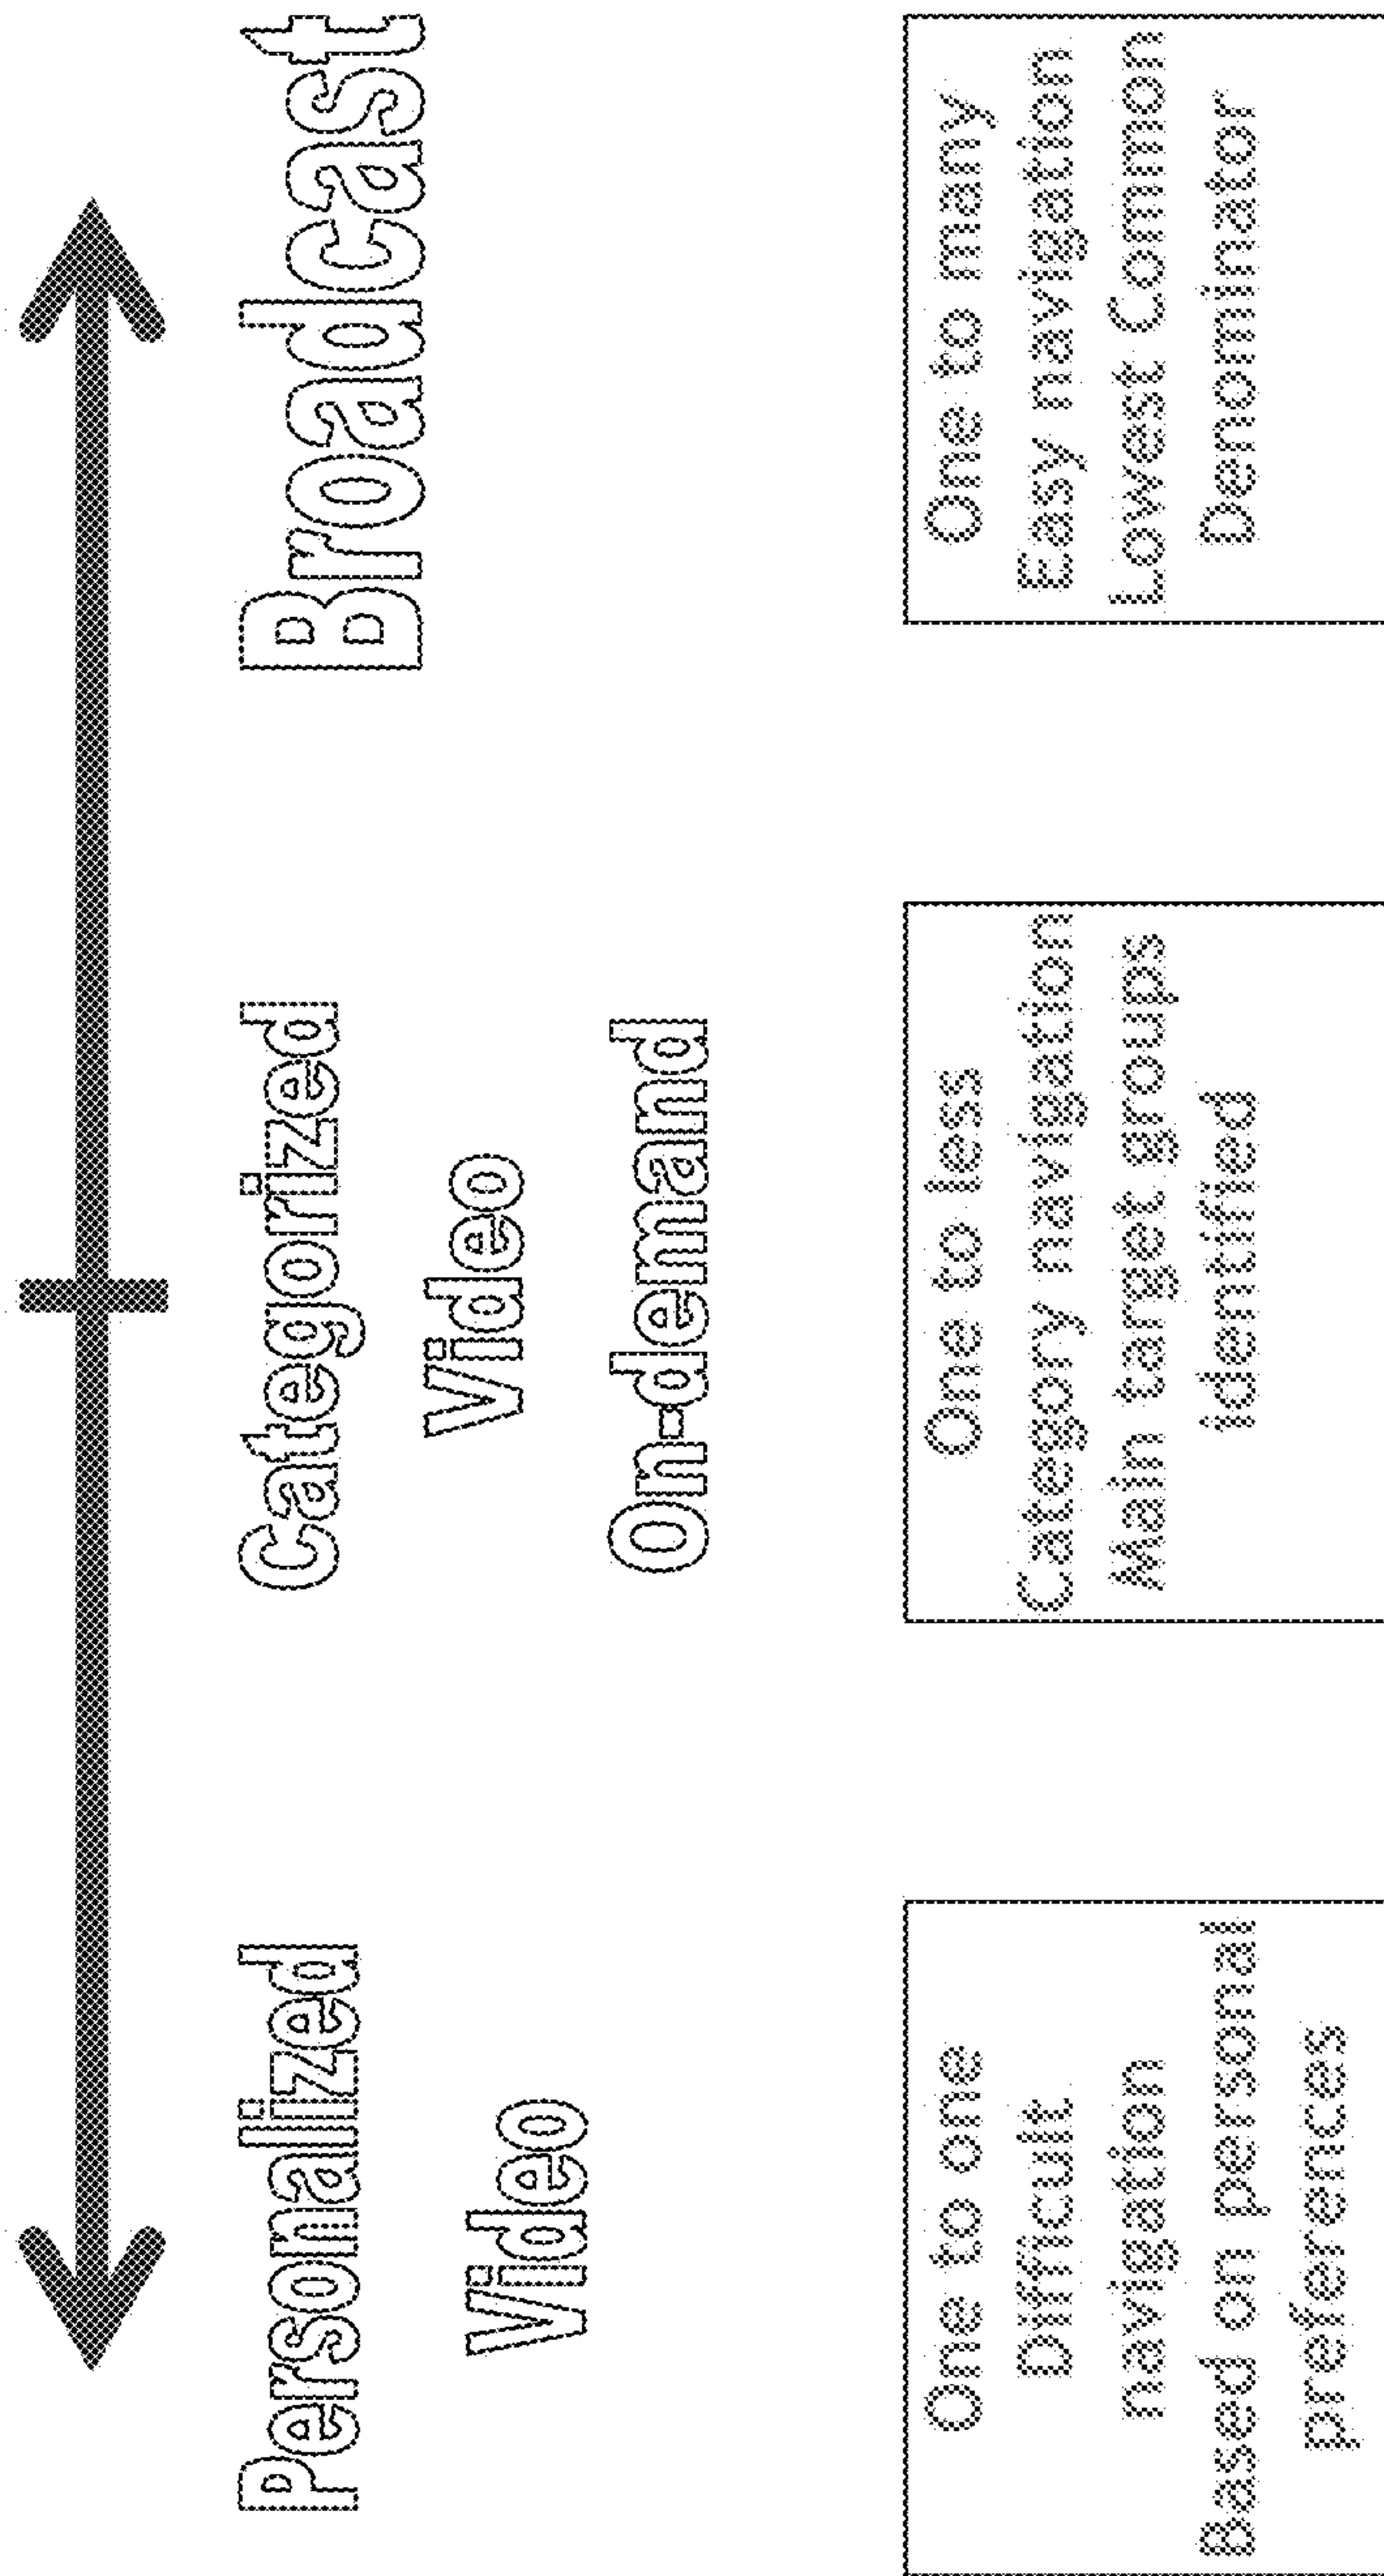 Personalized
Video
Categorized
Video
On-demand
Broadcast
One to one
Difficult
navigation
Based on personal
preferences
One to less
Category navigation
Main target groups
identified
One to many
Easy navigation
Lowest Common
Denominator